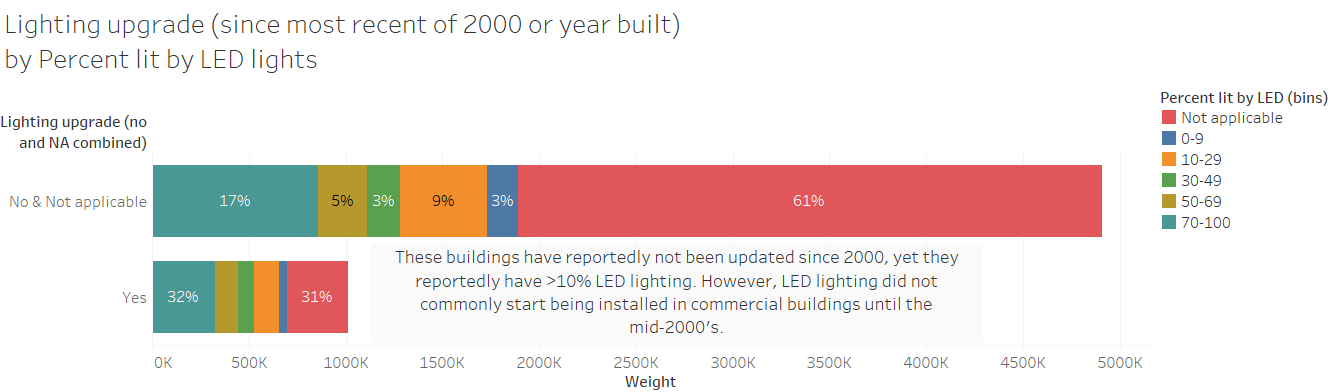 Lighting upgrade (since most recent of 2000 or year built)
by Percent lit by LED lights
Lighting upgrade (no
and NA combined)
Percent lit by LED (bins)
Not applicable
0-9
10-29
30-49
50-69
70-100
No & Not applicable
17%
5%
3%
9%
3%
61%
These buildings have reportedly not been updated since 2000, yet they
reportedly have >10% LED lighting. However, LED lighting did not
commonly start being installed in commercial buildings until the
mid-2000's.
Yes
32%
31%
0K
500K
1000K
1500K
2000K
2500K
3000K
3500K
4000K
4500K
5000K
Weight